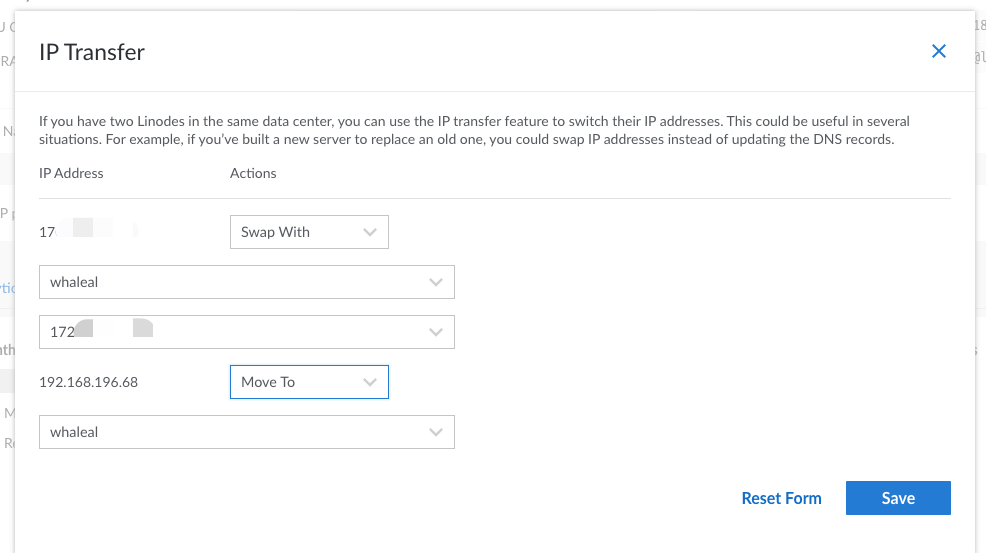 IP Transfer
If you have two Linodes in the same data center, you can use the IP transfer feature to switch their IP addresses. This could be useful in several
situations. For example, if you've built a new server to replace an old one, you could swap IP addresses instead of updating the DNS records.
IP Address Actions
17 Swap With
whaleal
172
192.168.196.68 Move To
whaleal
Reset Form Save